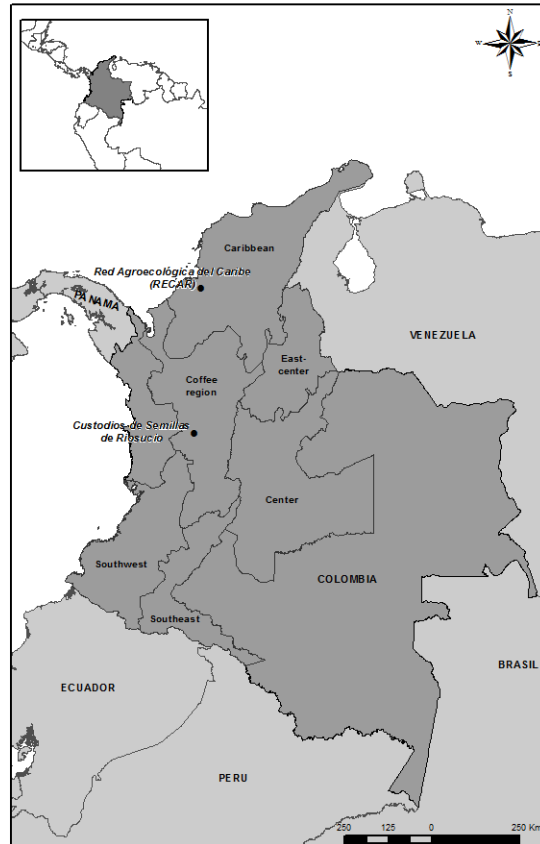 N
W
E
S
Caribbean
Red Agroecológica del Caribe
(RECAR)
PANAMA
VENEZUELA
East-
center
Coffee
region
Custodios de Semillas
de Riosucio
Center
Southwest
COLOMBIA
Southeast
BRASIL
ECUADOR
PERU
250 125 0 250 Km